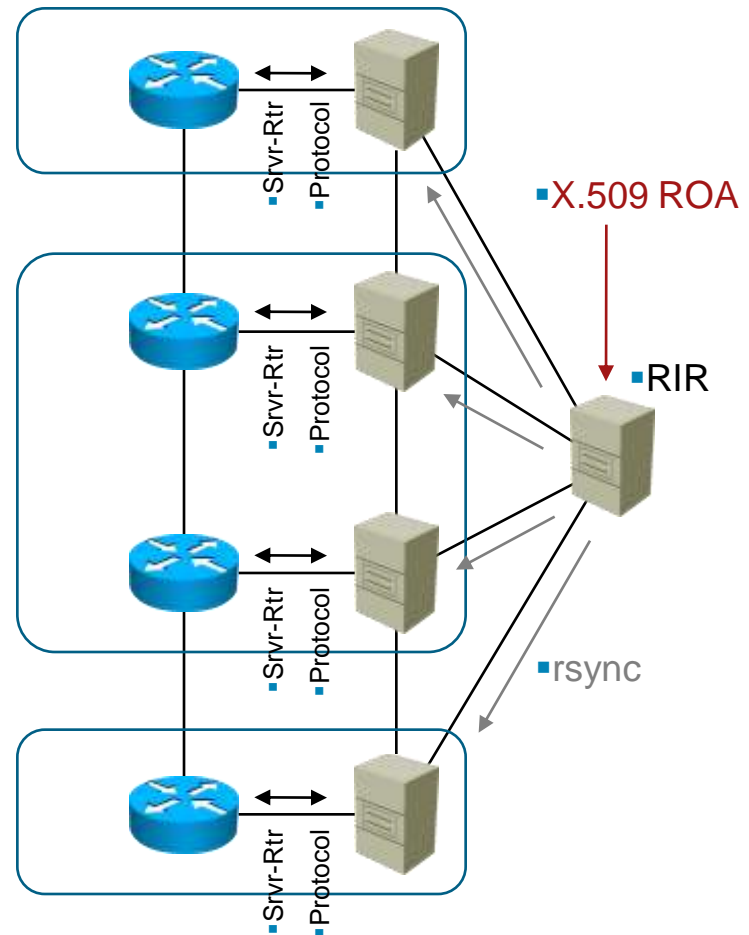 ▪Srvr-Rtr
▪Protocol
▪X.509 ROA
▪Srvr-Rtr
▪Protocol
▪RIR
▪Srvr-Rtr
▪Protocol
▪rsync
▪Srvr-Rtr
▪Protocol